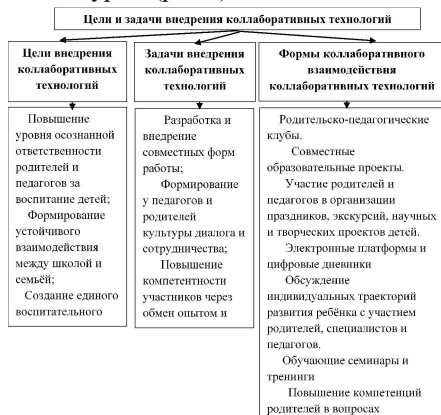 Цели и задачи внедрения коллаборативных технологий
Цели внедрения
коллаборативных
технологий
Повышение
уровня осознанной
ответственности
родителей и
педагогов за
воспитание детей;
Формирование
устойчивого
взаимодействия
между школой и
семьёй;
Создание единого
воспитательного
Задачи внедрения
коллаборативных
технологий
Разработка и
внедрение
совместных форм
работы;
Формирование
у педагогов и
родителей
культуры диалога и
сотрудничества;
Повышение
компетентности
участников через
обмен опытом и
Формы коллаборативного
взаимодействия
коллаборативных технологий
Родительско-педагогические
клубы.
Совместные
образовательные проекты.
Участие родителей и
педагогов в организации
праздников, экскурсий, научных
и творческих проектов детей.
Электронные платформы и
цифровые дневники
Обсуждение
индивидуальных траекторий
развития ребёнка с участием
родителей, специалистов и
педагогов.
Обучающие семинары и
тренинги
Повышение компетенций
родителей в вопросах